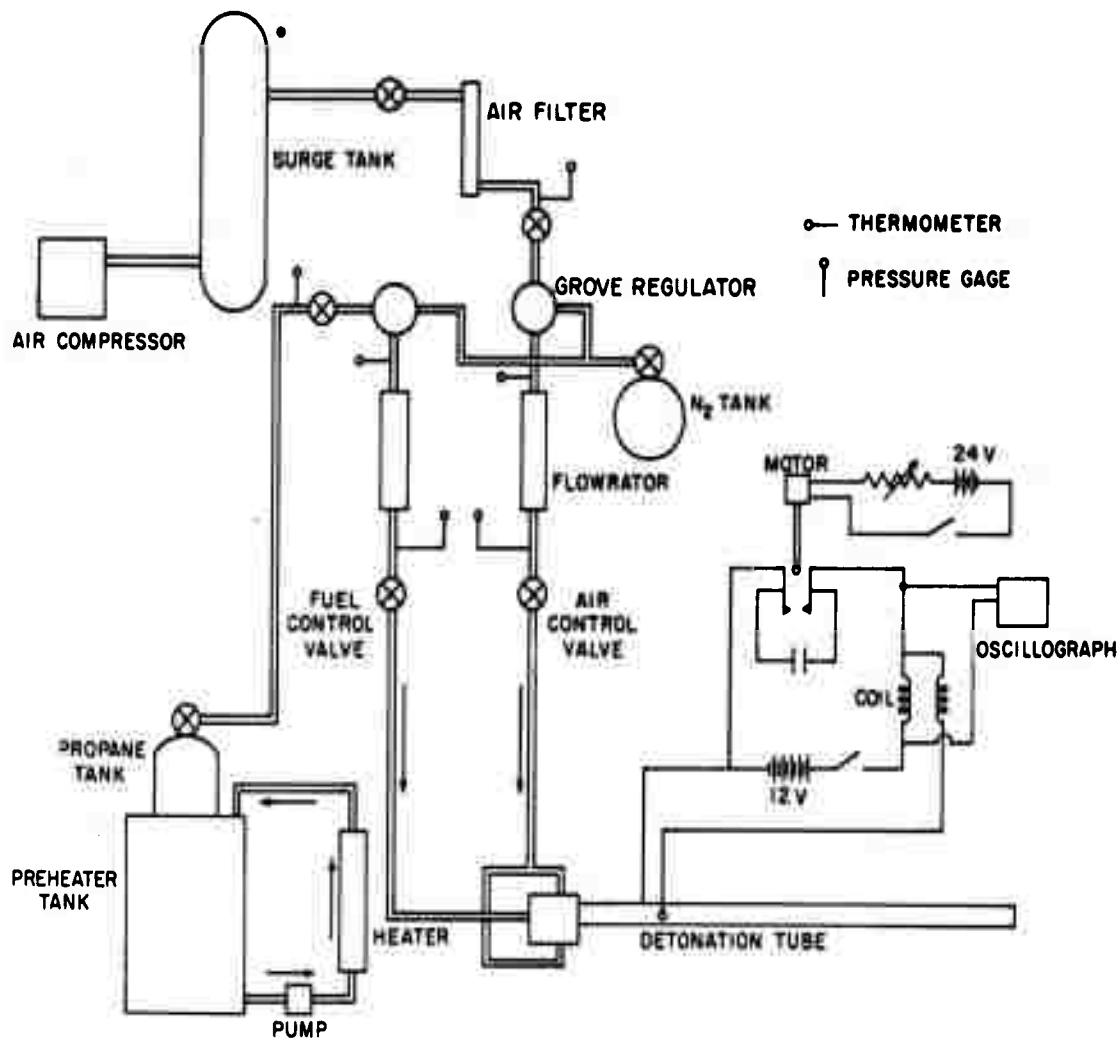 AIR FILTER
SURGE TANK
THERMOMETER
GROVE REGULATOR
PRESSURE GAGE
AIR COMPRESSOR
N₂ TANK
24 V
MOTOR
FLOWRATOR
FUEL
CONTROL
VALVE
AIR
CONTROL
VALVE
OSCILLOGRAPH
COIL
PROPANE
TANK
12 V
PREHEATER
TANK
HEATER
DETONATION TUBE
PUMP